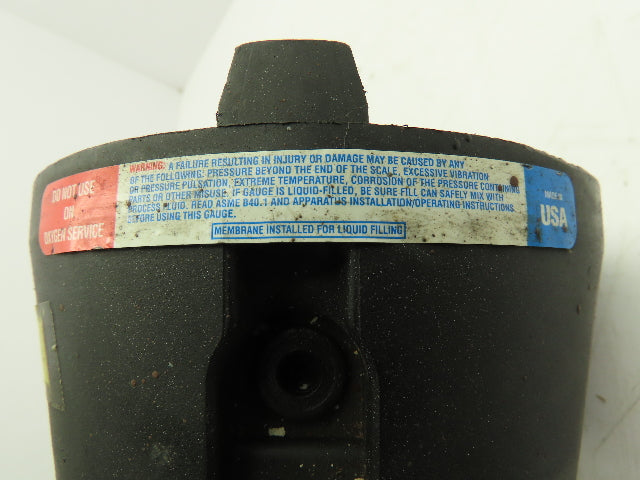 DO NOT USE
ON
OXYGEN SERVICE
WARNING: A FAILURE RESULTING IN INJURY OR DAMAGE MAY BE CAUSED BY ANY
OF THE FOLLOWING: PRESSURE BEYOND THE END OF THE SCALE, EXCESSIVE VIBRATION
OR PRESSURE PULSATION, EXTREME TEMPERATURE, CORROSION OF THE PRESSURE CONTAINING
PARTS OR OTHER MISUSE. IF GAUGE IS LIQUID-FILLED, BE SURE FILL CAN SAFELY MIX WITH
PROCESS FLUID. READ ASME B40.1 AND APPARATUS INSTALLATION/OPERATING INSTRUCTIONS
BEFORE USING THIS GAUGE.
MEMBRANE INSTALLED FOR LIQUID FILLING
MADE IN
USA